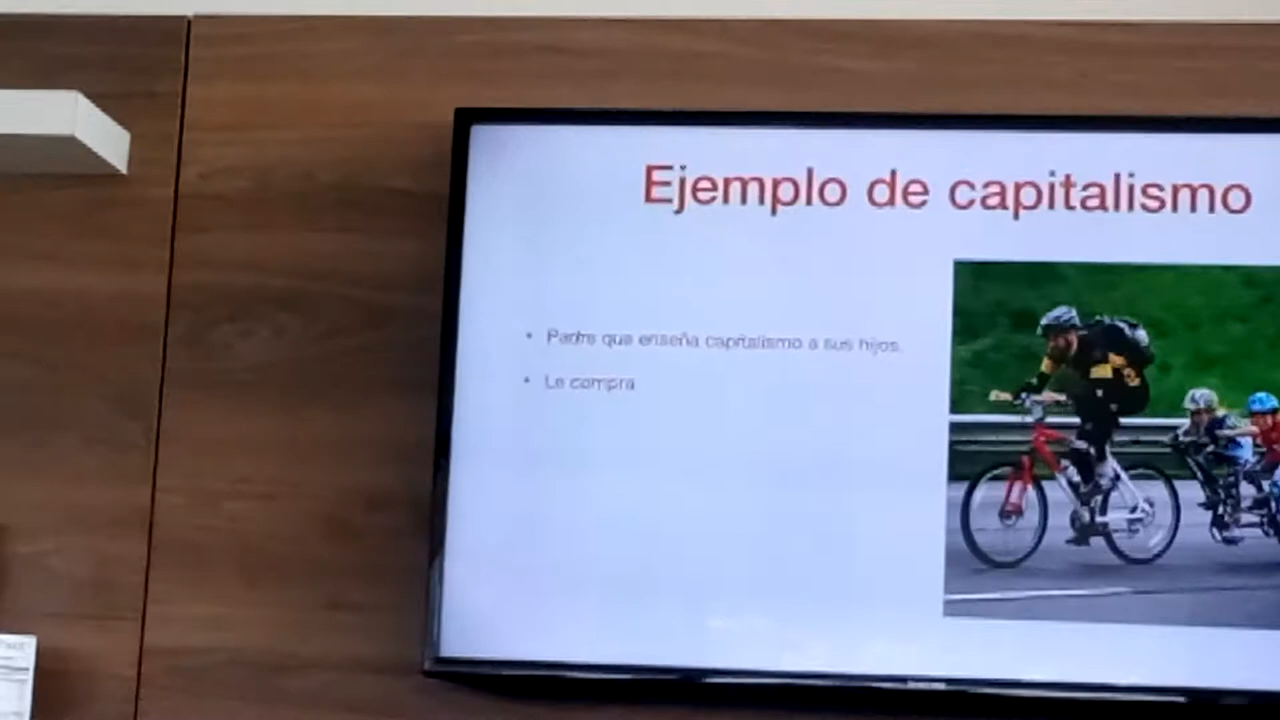 Ejemplo de capitalismo
• Padre que enseña capitalismo a sus hijos.
• Le compra